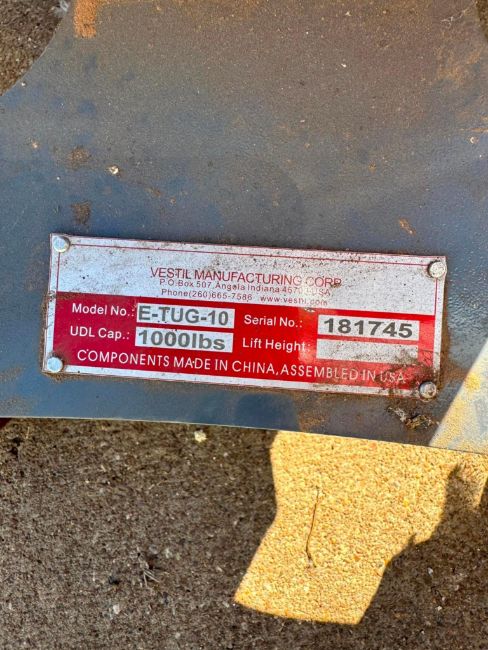 VESTIL MANUFACTURING CORP
P.O.Box 507, Angola Indiana 46703 USA
Phone(260)665-7586 www.vestil.com
Model No.: E-TUG-10 Serial No.: 181745
UDL Cap.: 1000lbs Lift Height
COMPONENTS MADE IN CHINA, ASSEMBLED IN USA